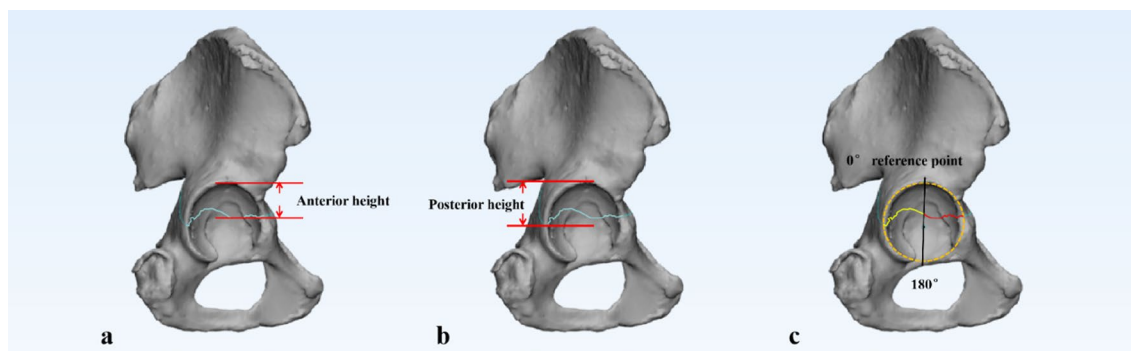 Anterior height
a
Posterior height
b
0° reference point
180°
c